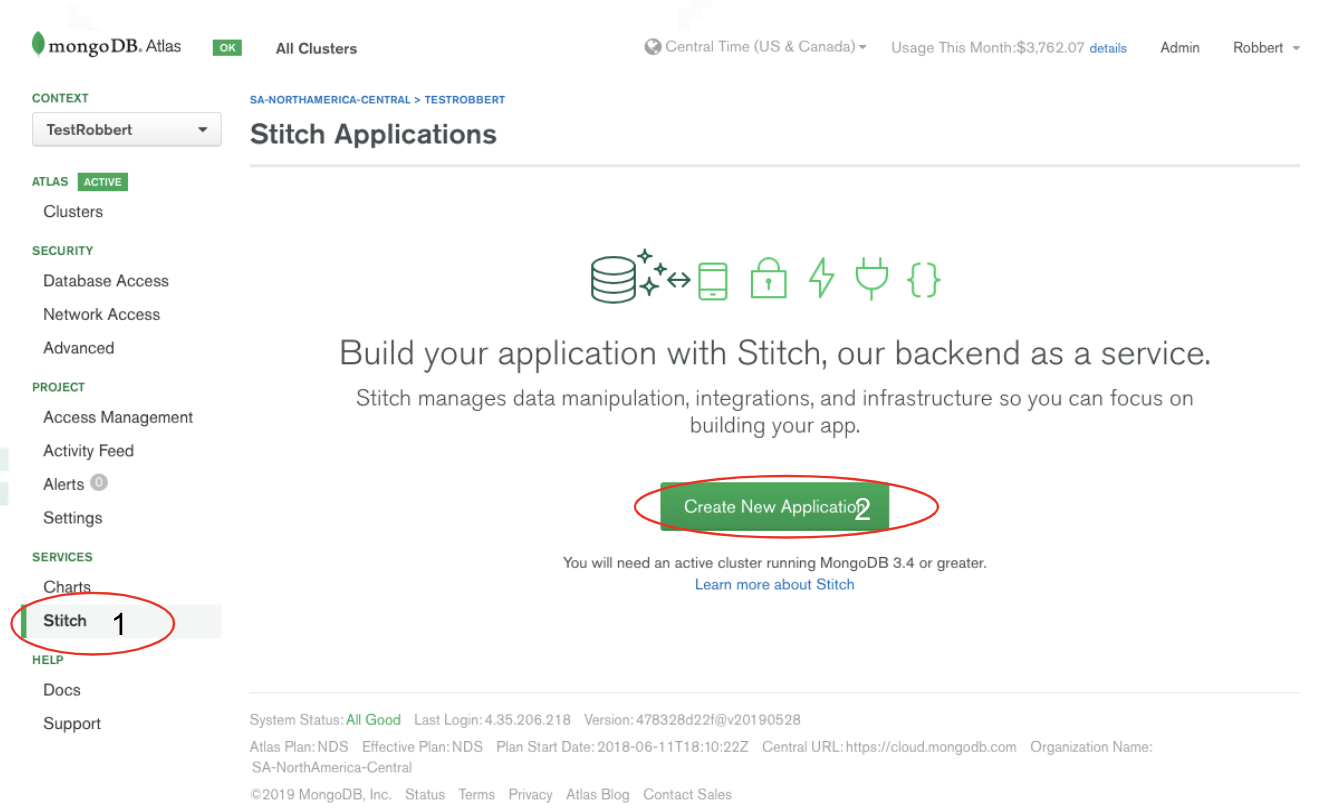 mongoDB. Atlas OK All Clusters Central Time (US & Canada) Usage This Month:$3,762.07 details Admin Robbert
CONTEXT
TestRobbert
ATLAS ACTIVE
Clusters
SECURITY
Database Access
Network Access
Advanced
PROJECT
Access Management
Activity Feed
Alerts 0
Settings
SERVICES
Charts
Stitch 1
HELP
Docs
Support
SA-NORTHAMERICA-CENTRAL > TESTROBBERT
Stitch Applications
Build your application with Stitch, our backend as a service.
Stitch manages data manipulation, integrations, and infrastructure so you can focus on
building your app.
Create New Application 2
You will need an active cluster running MongoDB 3.4 or greater.
Learn more about Stitch
System Status: All Good Last Login: 4.35.206.218 Version: 478328d22f@v20190528
Atlas Plan: NDS Effective Plan: NDS Plan Start Date: 2018-06-11T18:10:22Z Central URL: https://cloud.mongodb.com Organization Name:
SA-NorthAmerica-Central
©2019 MongoDB, Inc. Status Terms Privacy Atlas Blog Contact Sales